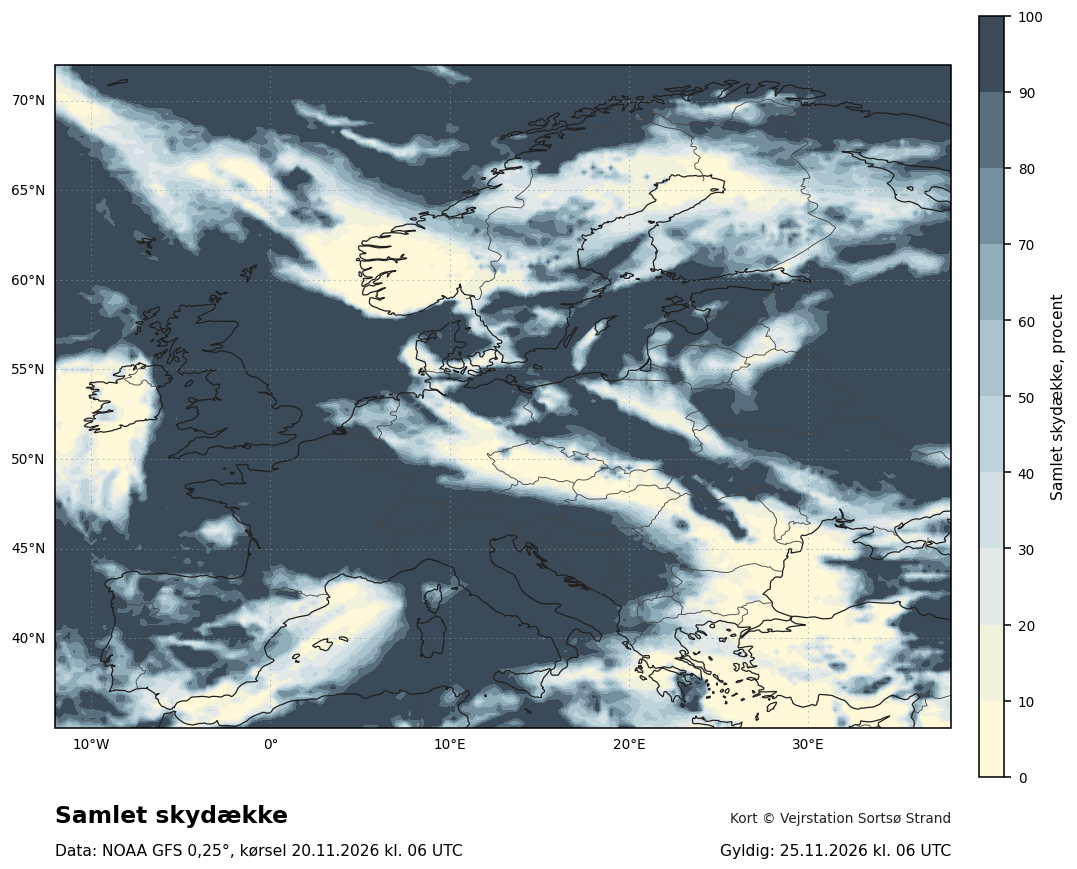 100
90
80
70
60
50
40
30
20
10
0
Samlet skydække, procent
70°N
65°N
60°N
55°N
50°N
45°N
40°N
10°W
0°
10°E
20°E
30°E
Samlet skydække
Kort © Vejrstation Sortsø Strand
Data: NOAA GFS 0,25°, kørsel 20.11.2026 kl. 06 UTC
Gyldig: 25.11.2026 kl. 06 UTC